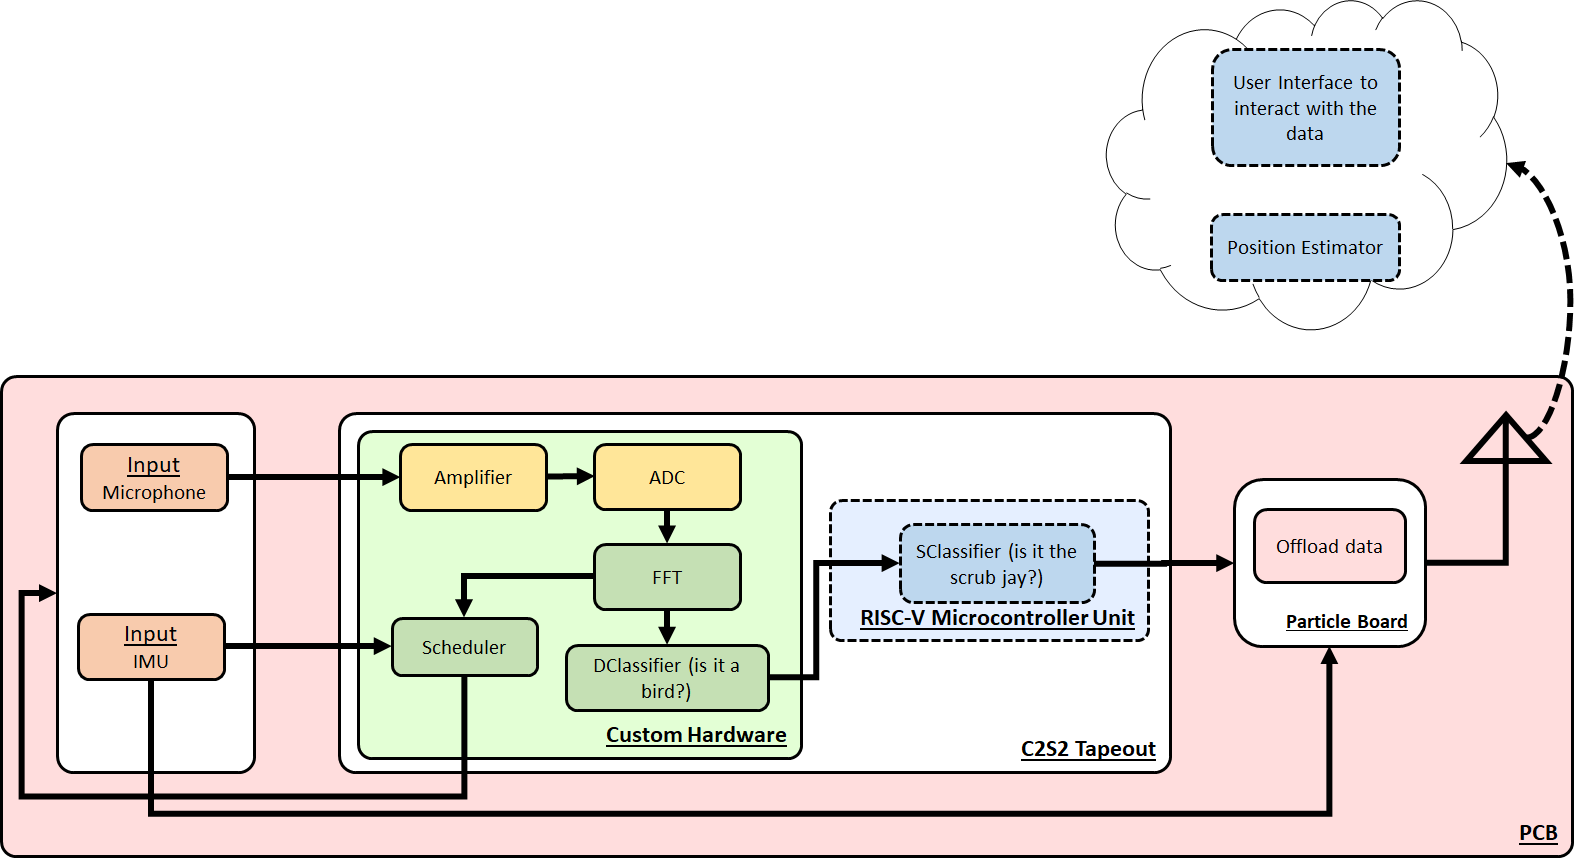 User Interface to
interact with the
data
Position Estimator
Input
Microphone
Amplifier
ADC
FFT
SClassifier (is it the
scrub jay?)
RISC-V Microcontroller Unit
Offload data
Particle Board
Input
IMU
Scheduler
DClassifier (is it a
bird?)
Custom Hardware
C2S2 Tapeout
PCB